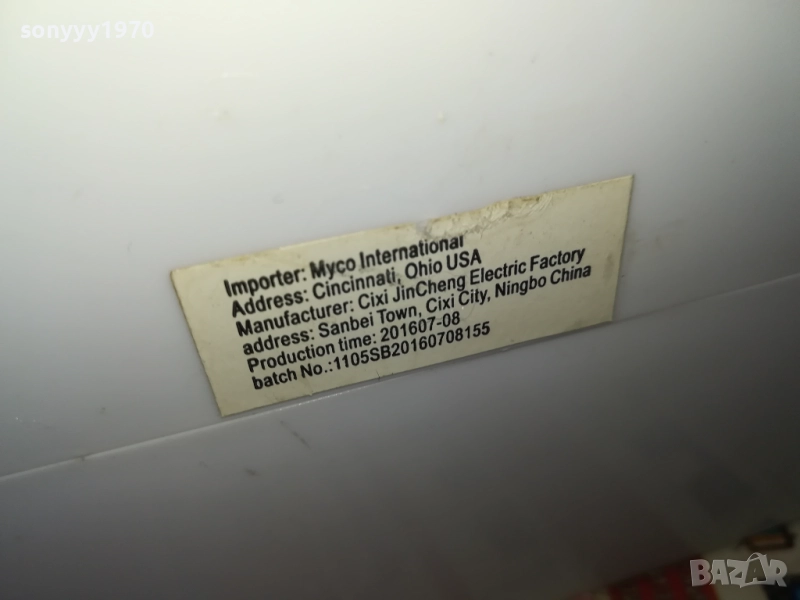 sonyyy1970
Importer: Myco International
Address: Cincinnati, Ohio USA
Manufacturer: Cixi JinCheng Electric Factory
address: Sanbei Town, Cixi City, Ningbo China
Production time: 201607-08
batch No.:1105SB20160708155
BAZAR